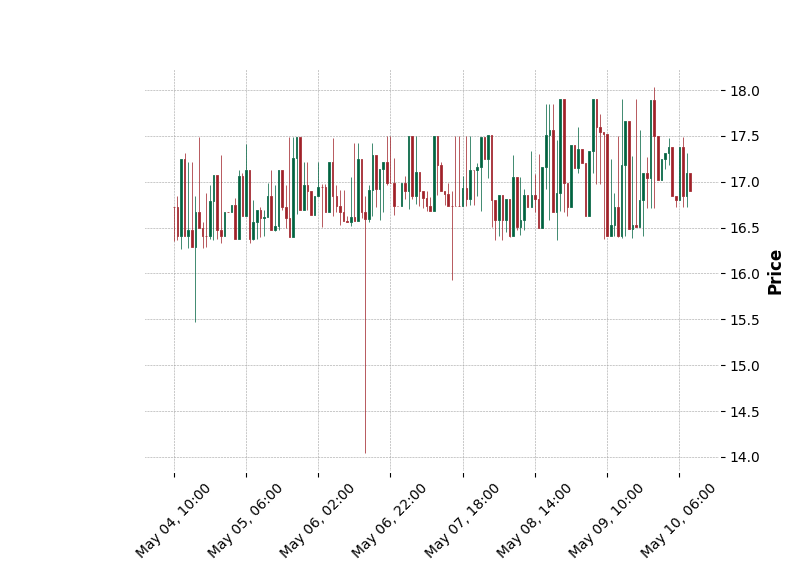 18.0
17.5
17.0
16.5
16.0
15.5
15.0
14.5
14.0
Price
May 04, 10:00
May 05, 06:00
May 06, 02:00
May 06, 22:00
May 07, 18:00
May 08, 14:00
May 09, 10:00
May 10, 06:00